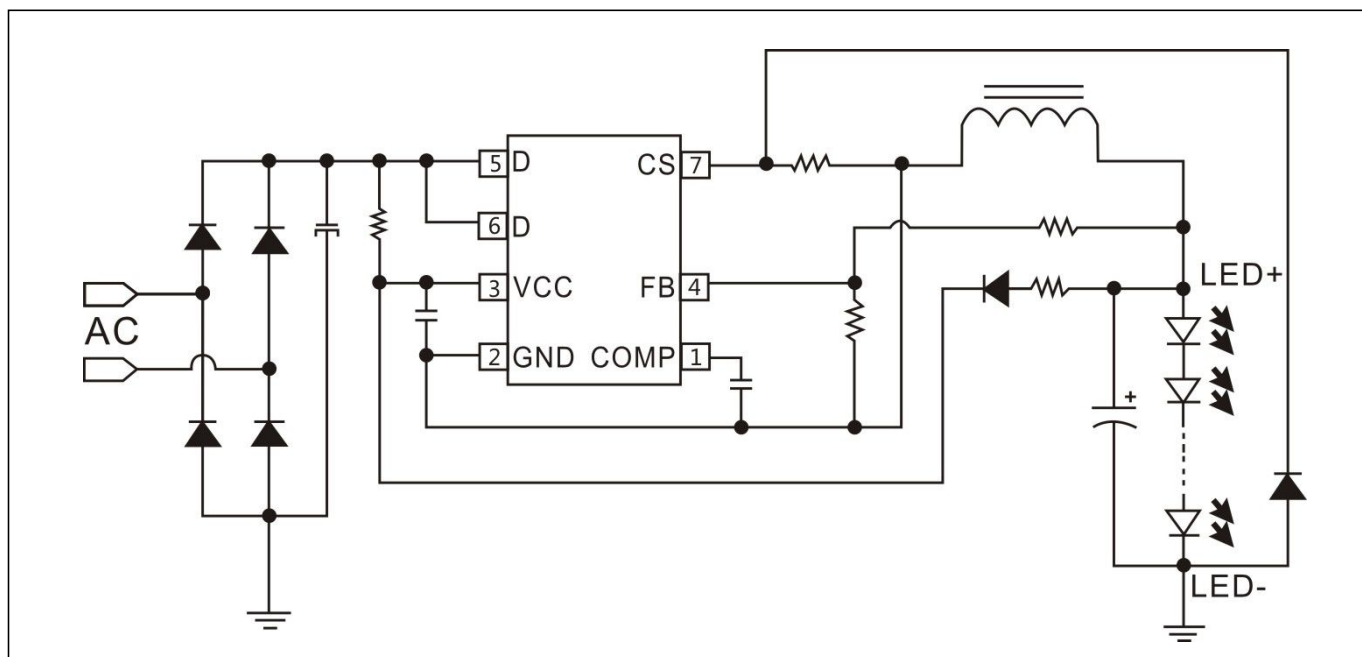 5 D CS 7
6 D
LED+
3 VCC FB 4
AC
2 GND COMP 1
+
LED-